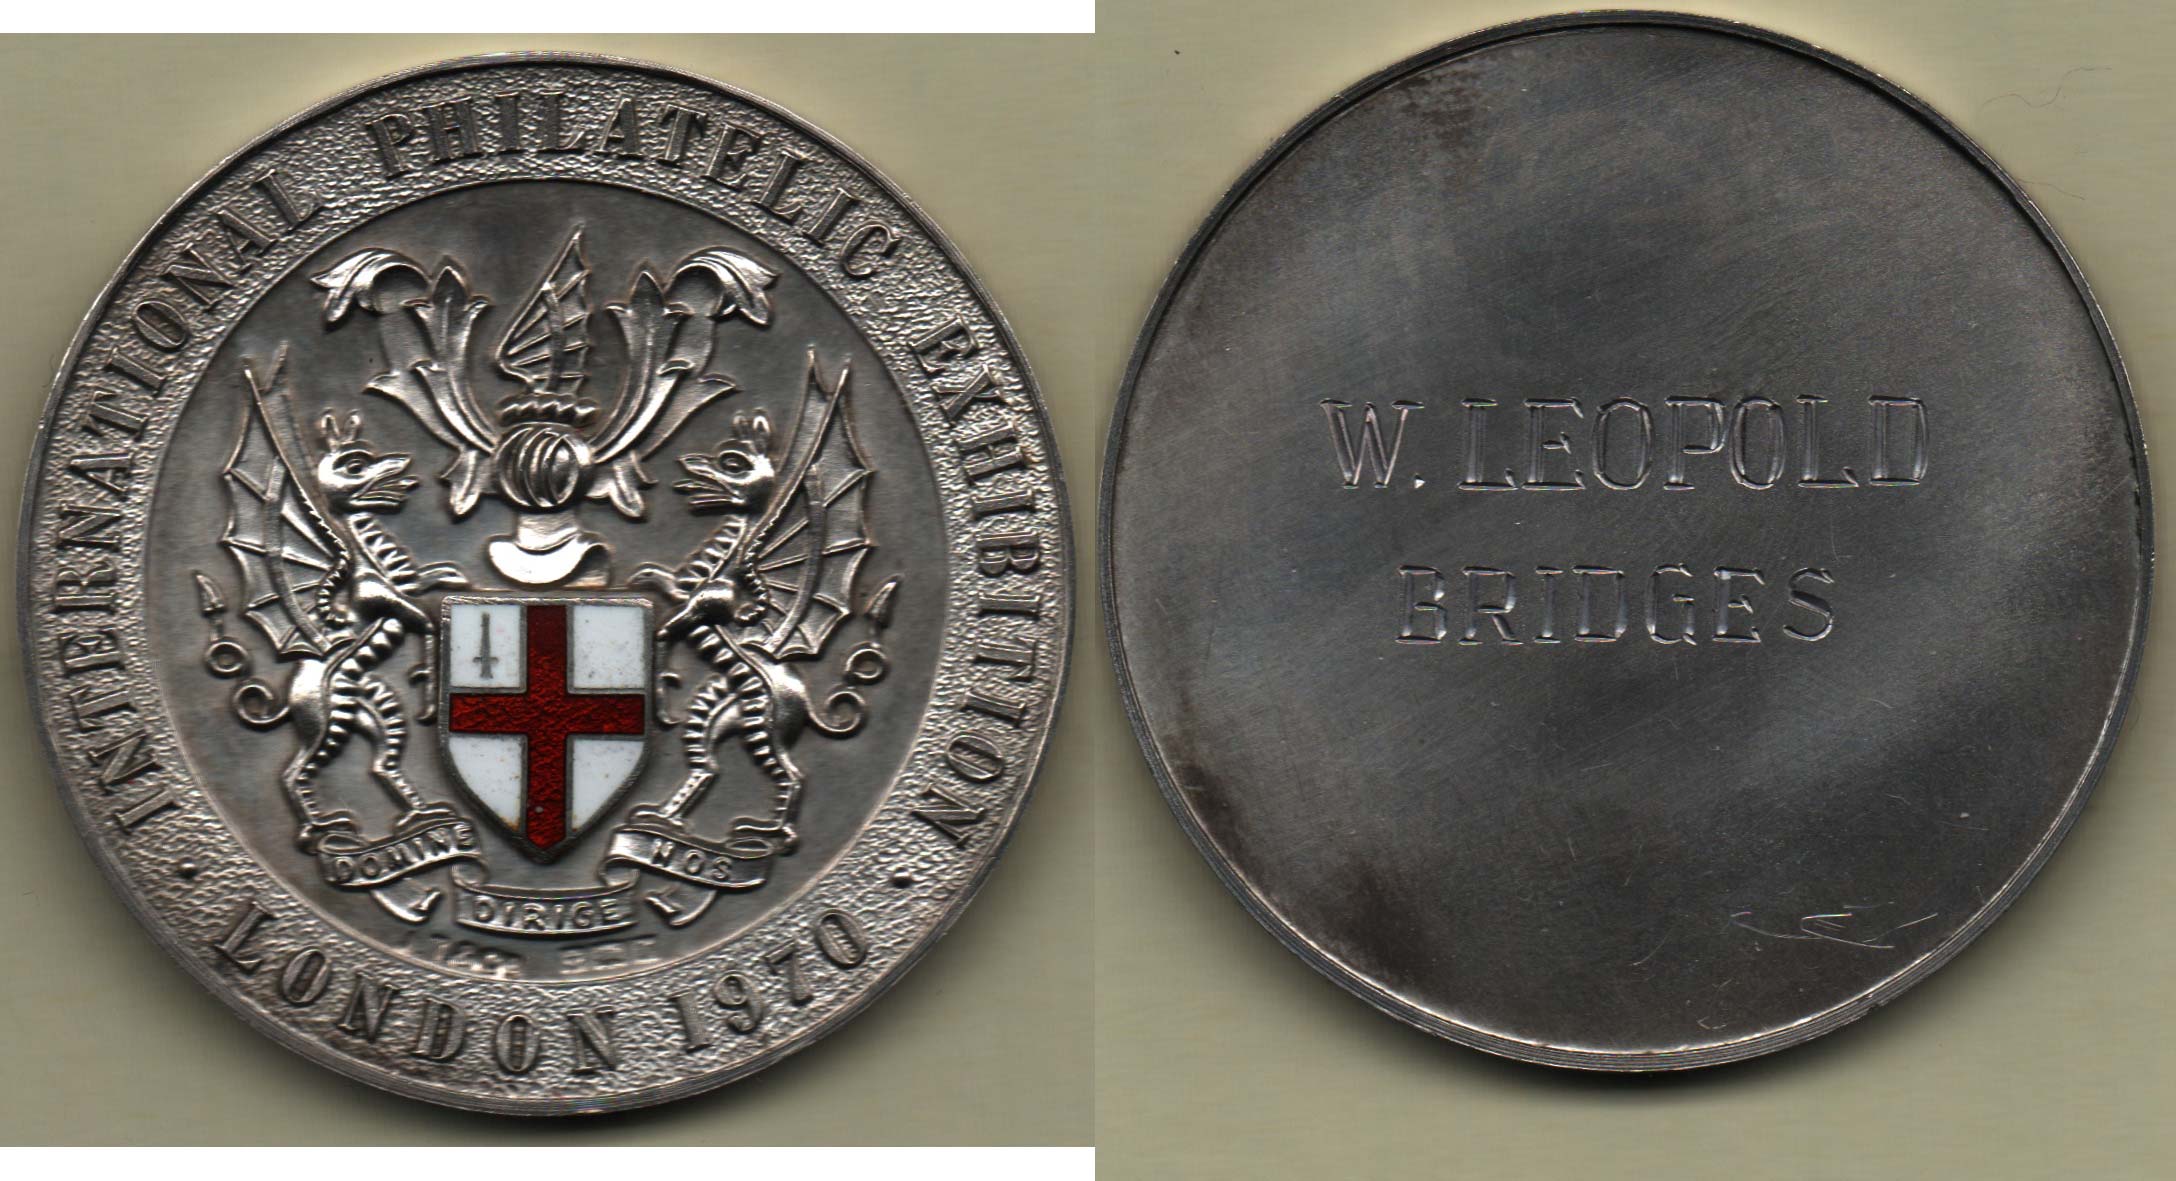 · INTERNATIONAL PHILATELIC EXHIBITION ·
LONDON 1970
DOMINE DIRIGE NOS
W. LEOPOLD
BRIDGES